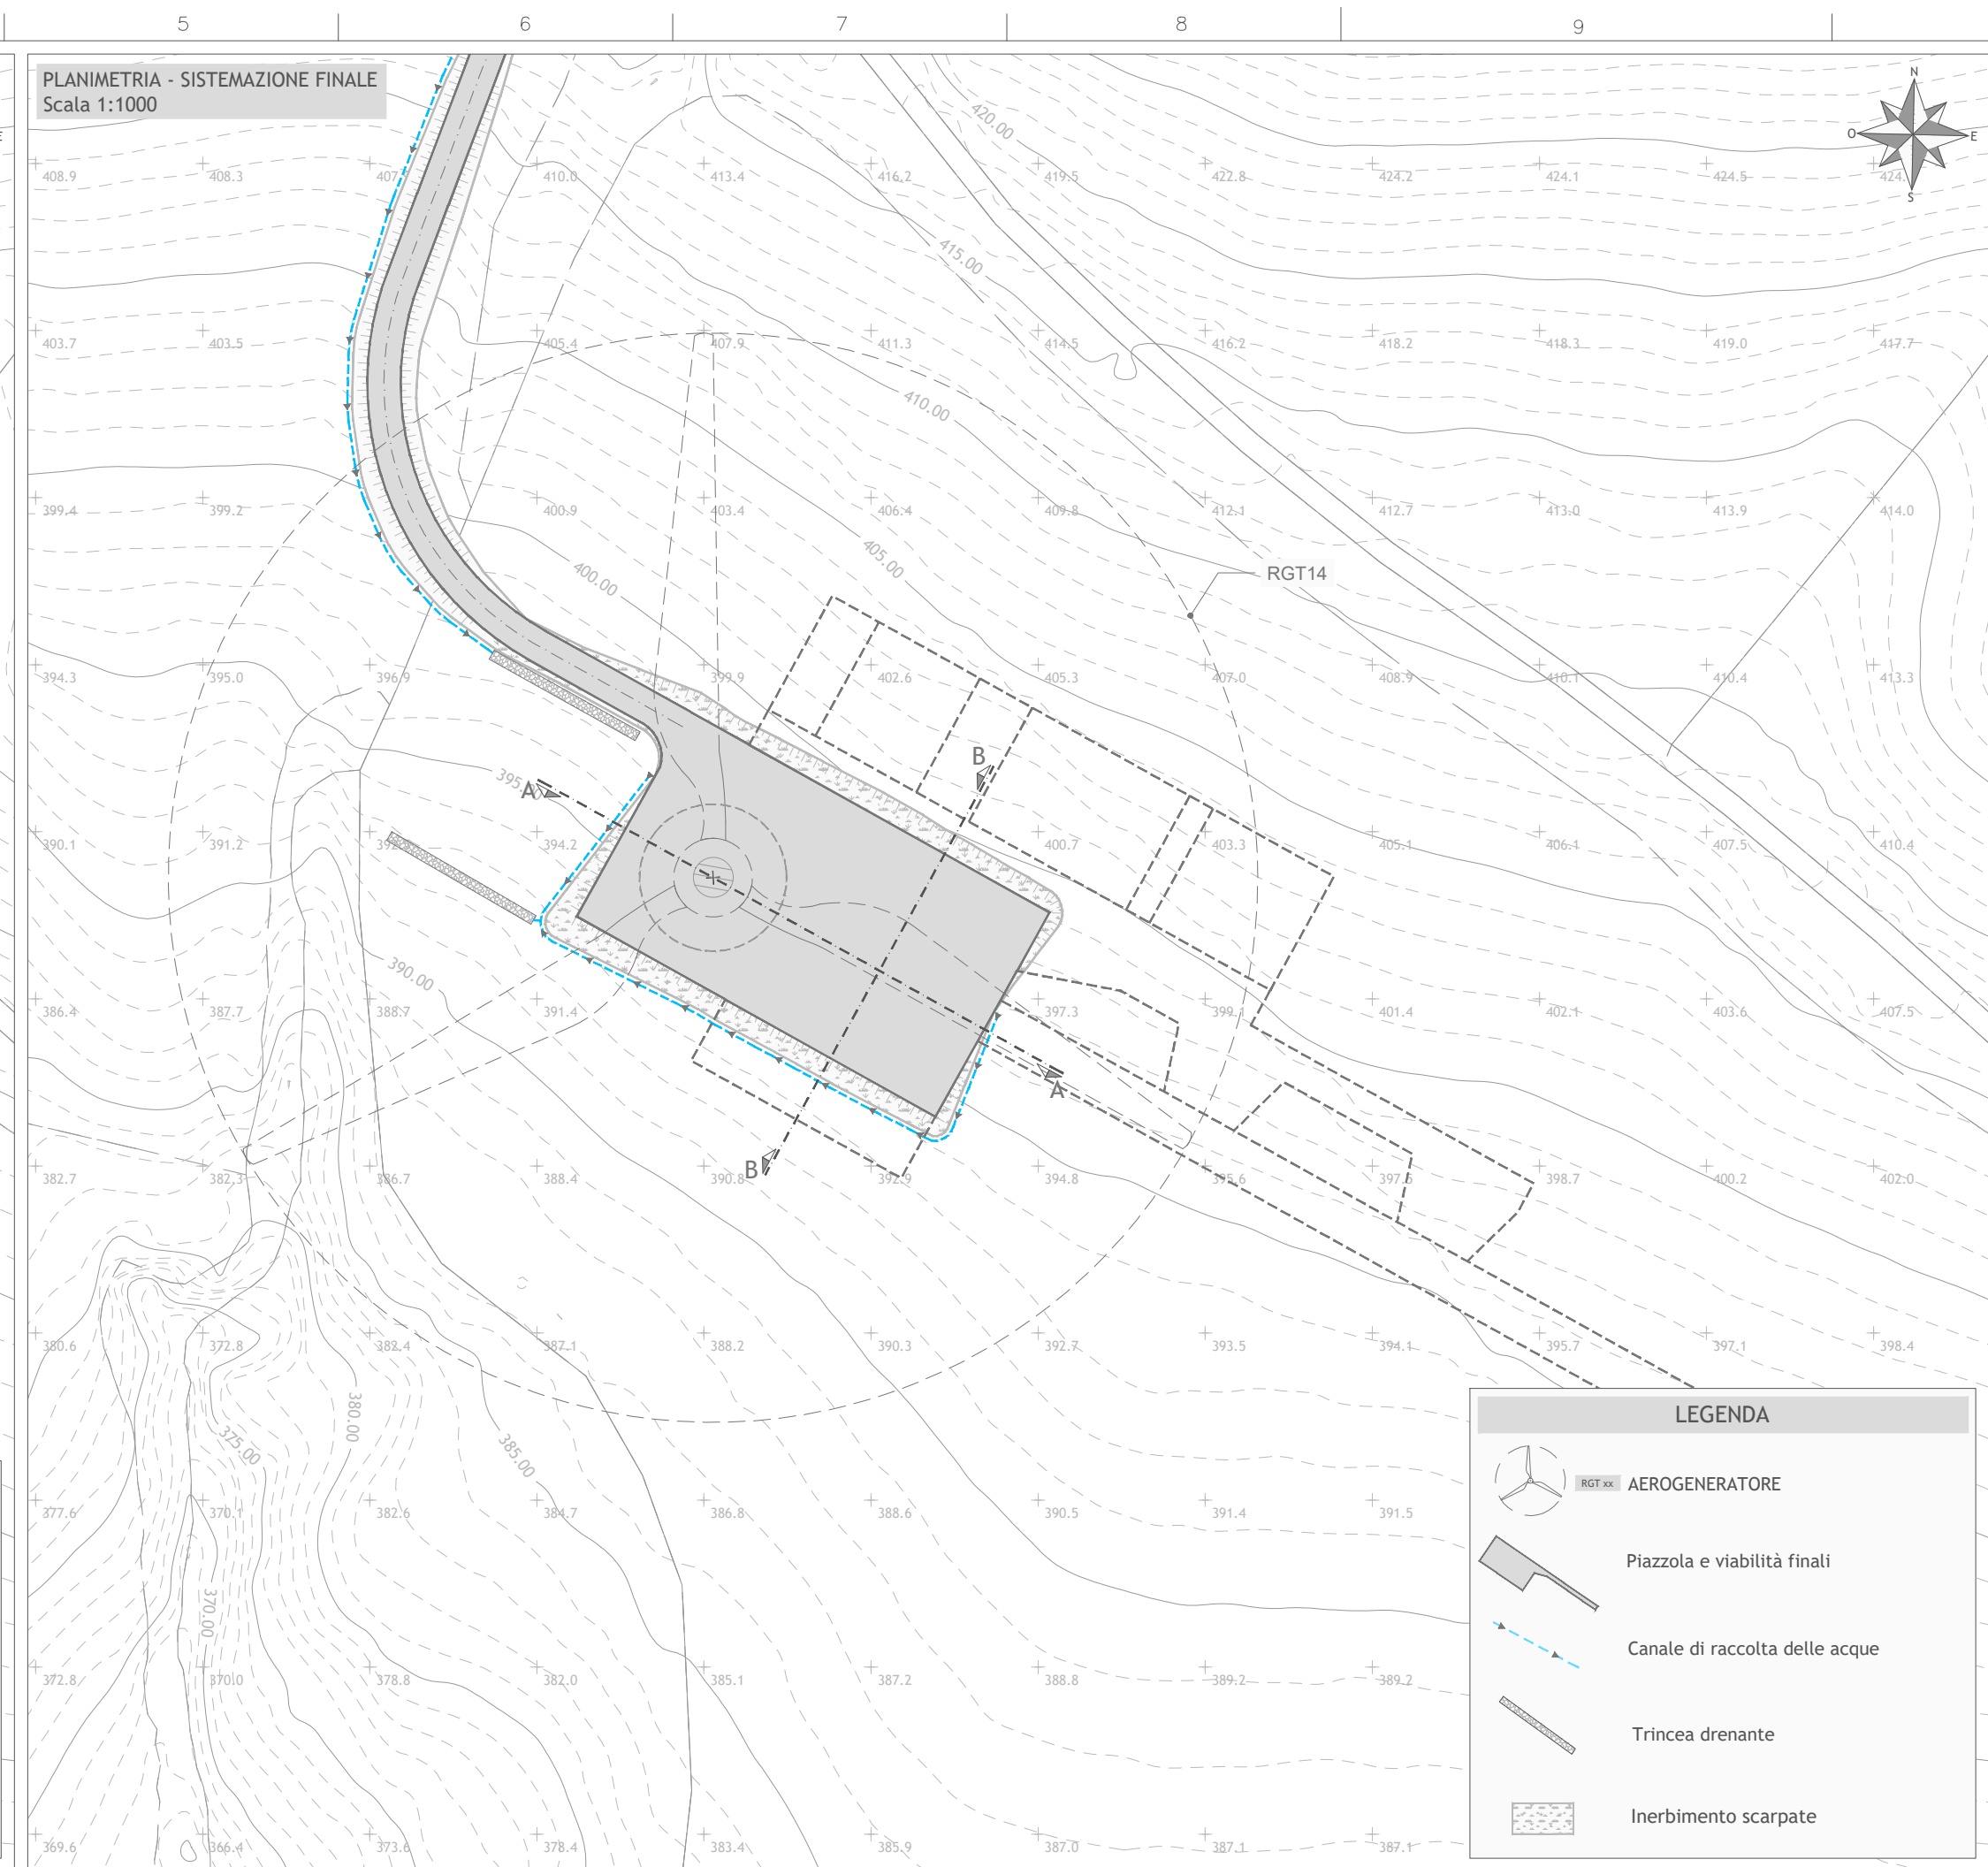 5 6 7 8 9
PLANIMETRIA - SISTEMAZIONE FINALE
Scala 1:1000
N
O E
S
420.00
408.9 408.3 410.0 413.4 416.2 419.5 422.8 424.2 424.1 424.5
415.00
403.7 403.5 405.4 407.9 411.3 414.5 416.2 418.2 418.3 419.0 417.7
410.00
399.4 399.2 400.9 403.4 406.4 409.8 412.1 412.7 413.0 413.9 414.0
405.00
400.00
RGT14
394.3 395.0 396.9 399.9 402.6 405.3 407.0 408.9 410.1 410.4 413.3
B
A
390.1 391.2 394.2 400.7 403.3 405.1 406.1 407.5 410.4
390.00
386.4 387.7 388.7 391.4 397.3 399.1 401.4 402.1 403.6 407.5
A
B
382.7 382.3 386.7 388.4 390.8 392.9 394.8 395.6 397.6 398.7 400.2 402.0
380.6 372.8 382.4 387.1 388.2 390.3 392.7 393.5 394.1 395.7 397.1 398.4
380.00
375.00
385.00
377.6 370.1 382.6 384.7 386.8 388.6 390.5 391.4 391.5
370.00
372.8 370.0 378.8 382.0 385.1 387.2 388.8 389.2 389.2
369.6 366.4 373.6 378.4 383.4 385.9 387.0 387.1 387.1
LEGENDA
RGT xx AEROGENERATORE
Piazzola e viabilità finali
Canale di raccolta delle acque
Trincea drenante
Inerbimento scarpate